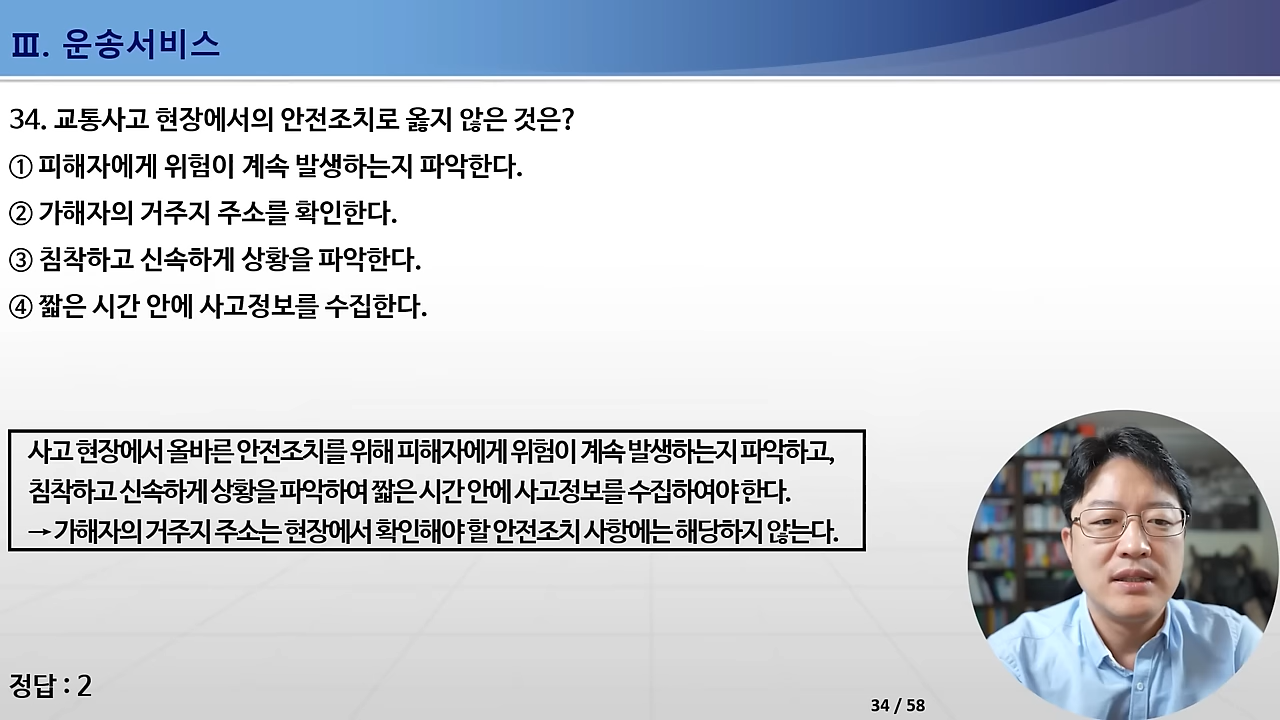 Ⅲ. 운송서비스
34. 교통사고 현장에서의 안전조치로 옳지 않은 것은?
① 피해자에게 위험이 계속 발생하는지 파악한다.
② 가해자의 거주지 주소를 확인한다.
③ 침착하고 신속하게 상황을 파악한다.
④ 짧은 시간 안에 사고정보를 수집한다.
사고 현장에서 올바른 안전조치를 위해 피해자에게 위험이 계속 발생하는지 파악하고,
침착하고 신속하게 상황을 파악하여 짧은 시간 안에 사고정보를 수집하여야 한다.
→ 가해자의 거주지 주소는 현장에서 확인해야 할 안전조치 사항에는 해당하지 않는다.
정답 : 2
34 / 58